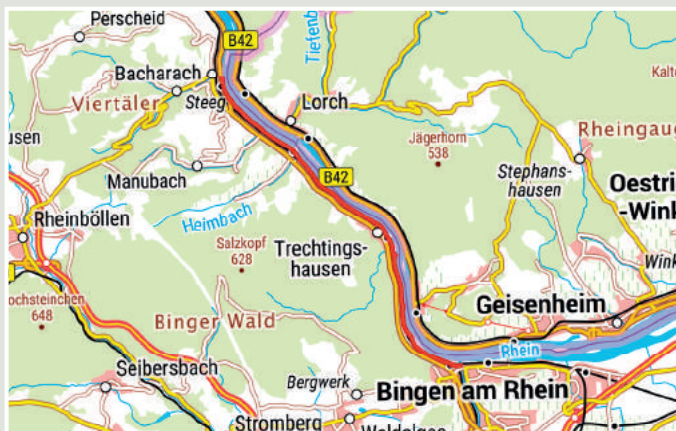 Perscheid
B42
Tiefenb
Bacharach
Viertäler
Steeg
Lorch
Kalte
usen
Jägerhorn
538
Rheingau
Manubach
B42
Stephans-
hausen
Oestri
-Wink
Heimbach
Rheinböllen
Salzkopf
628
Trechtings-
hausen
Wink
ochsteinchen
648
Geisenheim
Binger Wald
Rhein
Seibersbach
Bergwerk
Bingen am Rhein
Stromberg